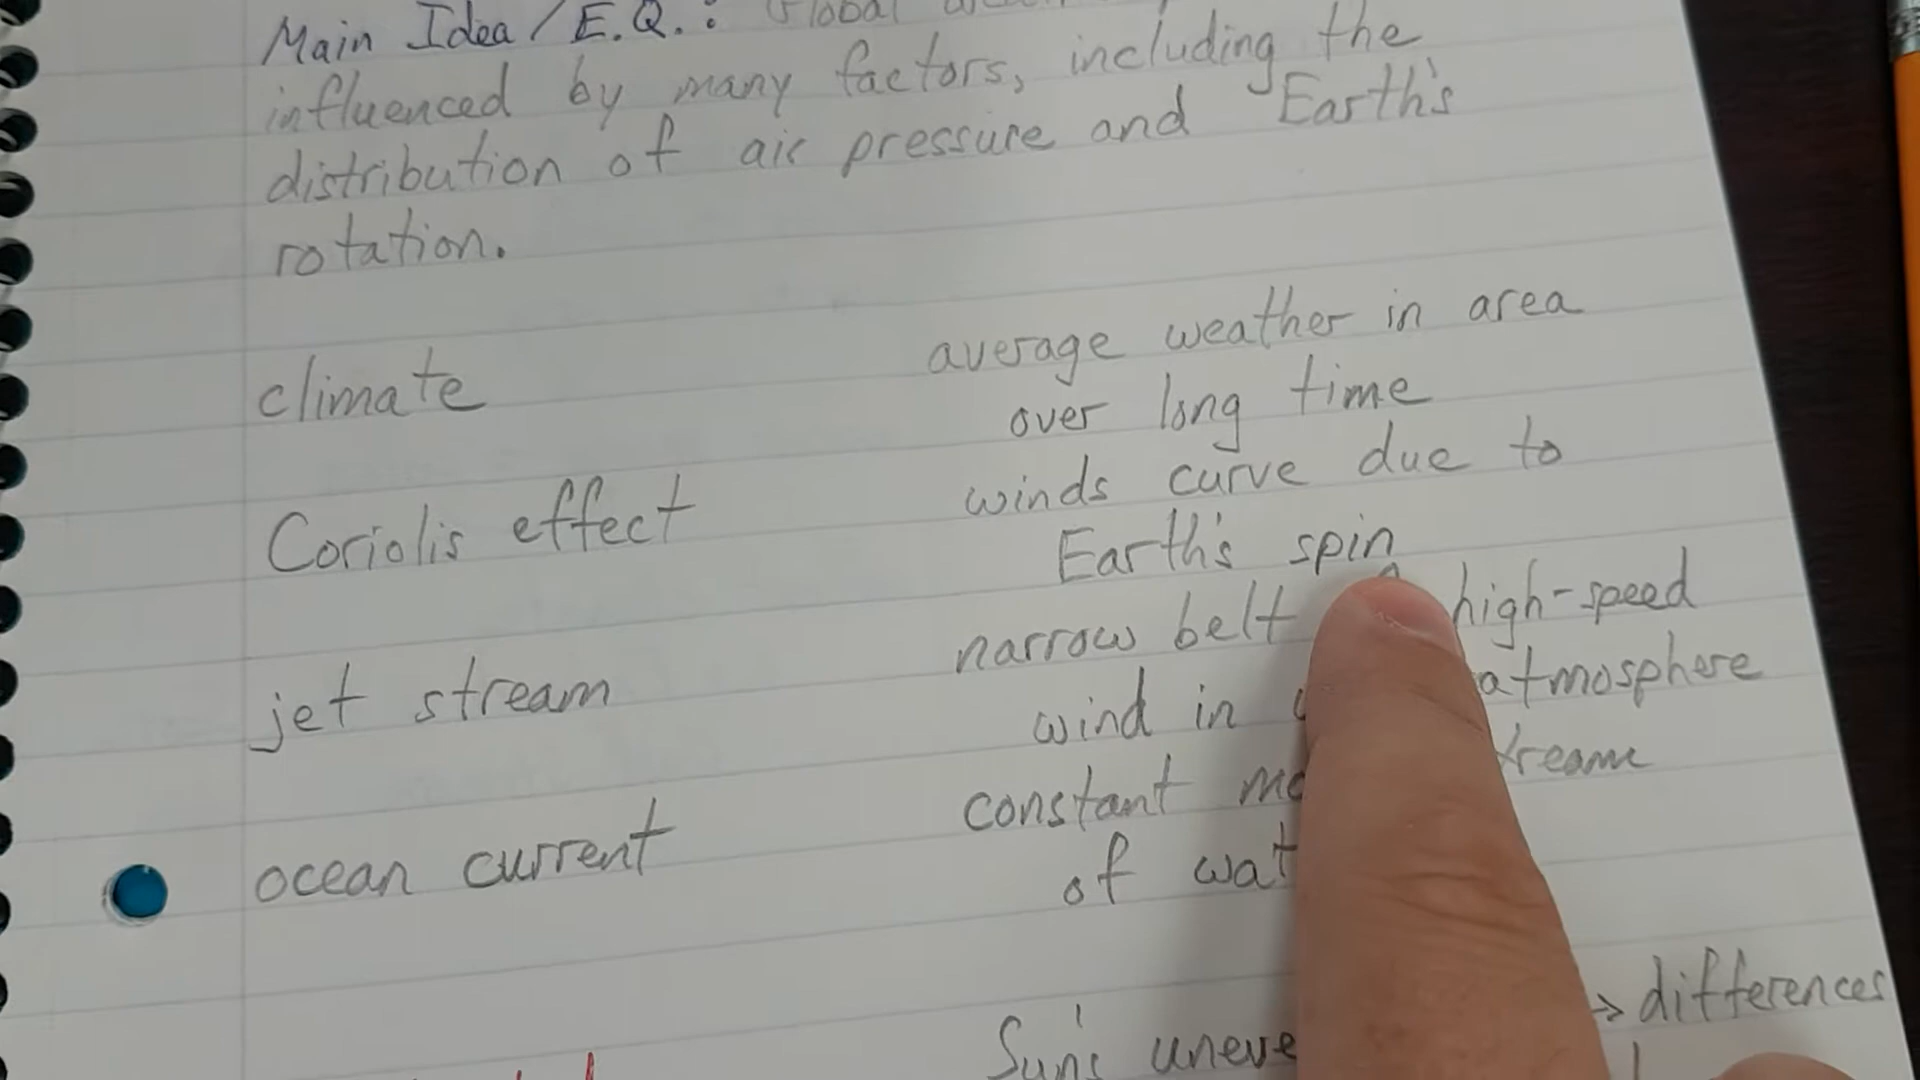 Main Idea / E.Q. : Global
influenced by many factors, including the
distribution of air pressure and Earth's
rotation.
climate
average weather in area
over long time
Coriolis effect
winds curve due to
Earth's spin
jet stream
narrow belt high-speed
wind in atmosphere
ocean current
constant
of
Sun's → differences